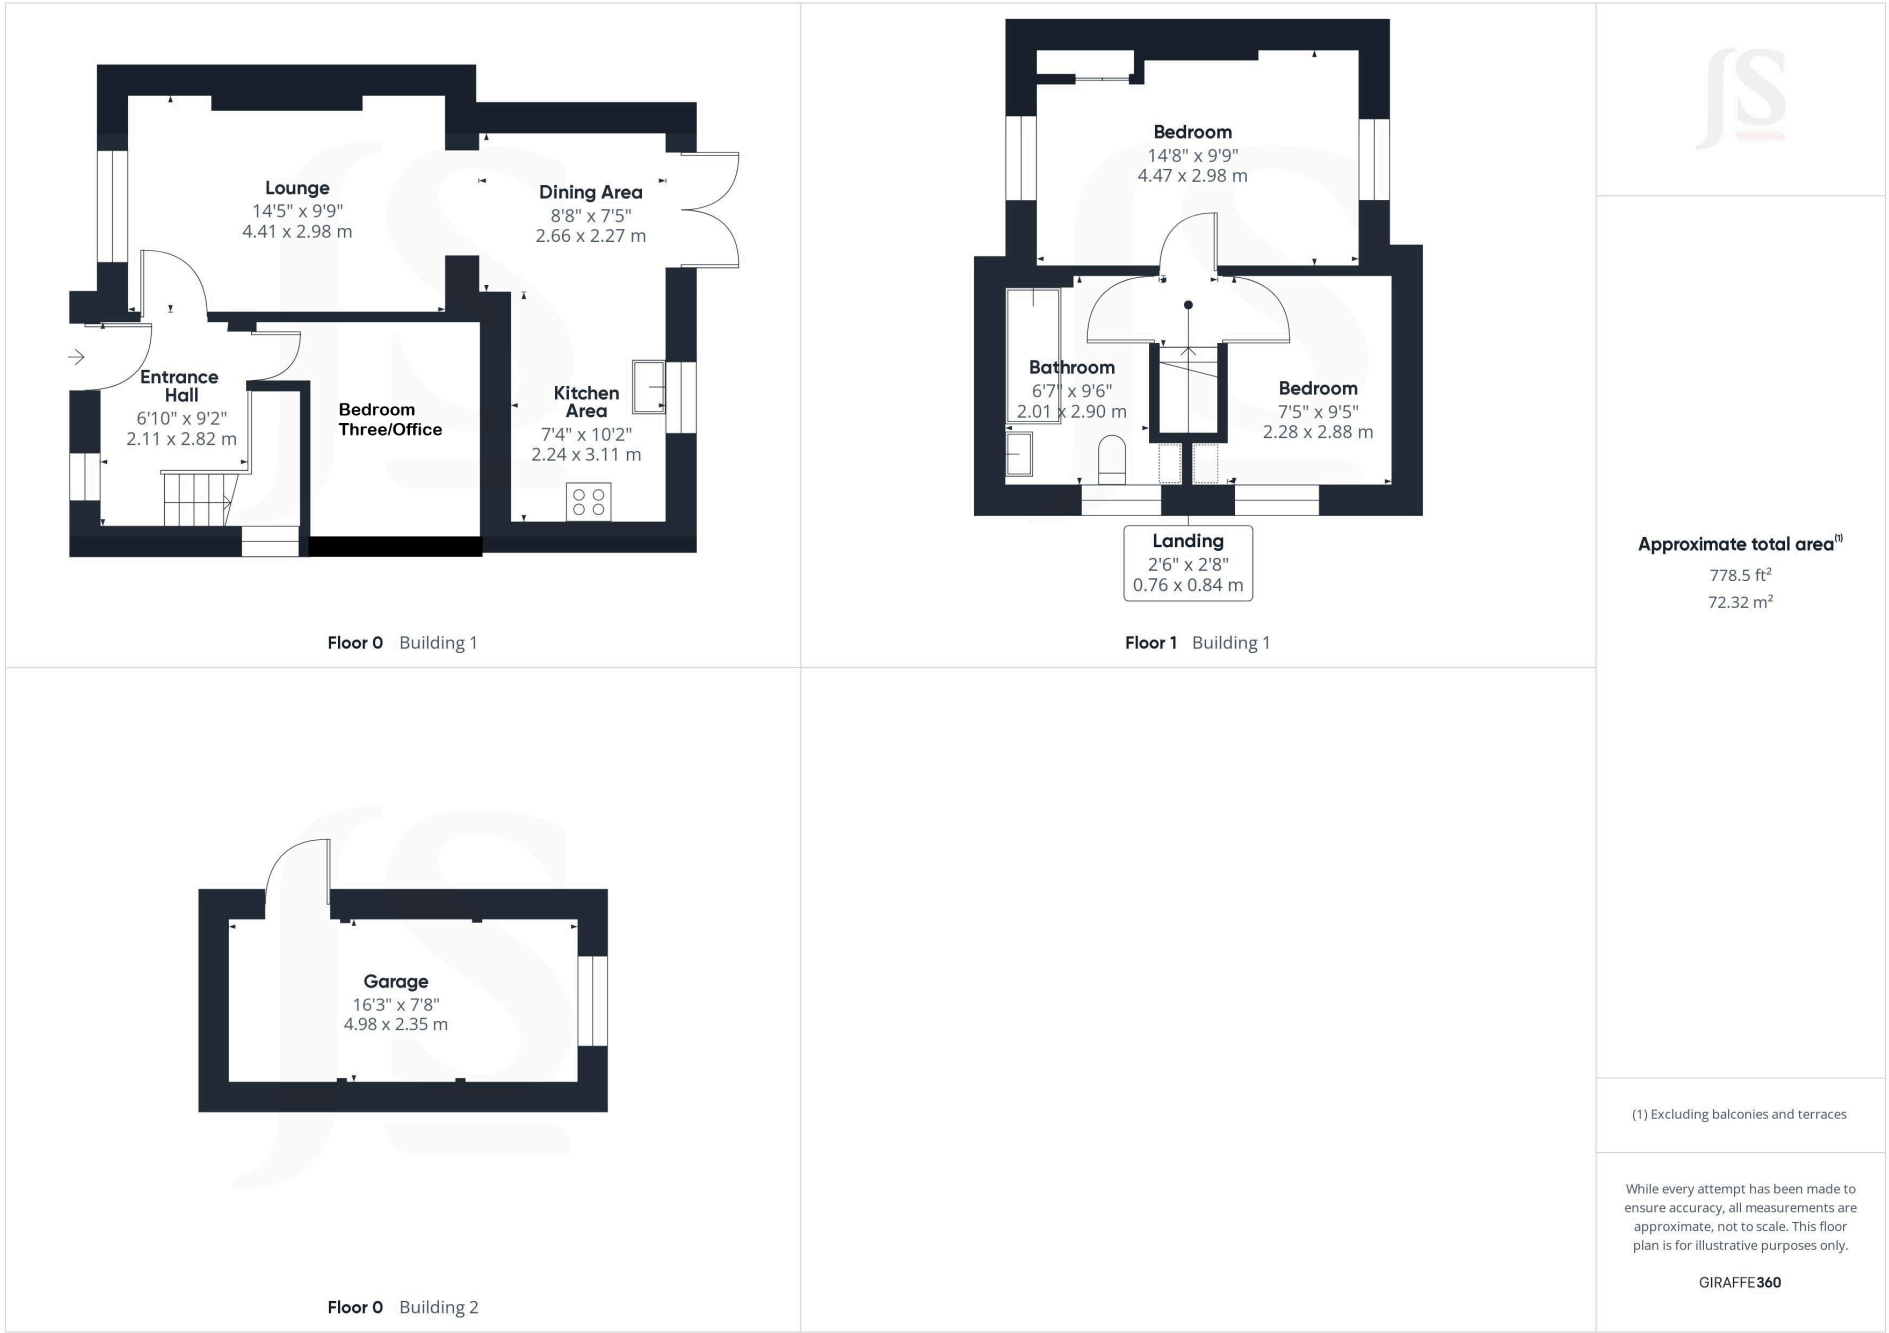 Lounge
14'5" x 9'9"
4.41 x 2.98 m
Dining Area
8'8" x 7'5"
2.66 x 2.27 m
Entrance
Hall
6'10" x 9'2"
2.11 x 2.82 m
Bedroom
Three/Office
Kitchen
Area
7'4" x 10'2"
2.24 x 3.11 m
Floor 0 Building 1
Bedroom
14'8" x 9'9"
4.47 x 2.98 m
Bathroom
6'7" x 9'6"
2.01 x 2.90 m
Bedroom
7'5" x 9'5"
2.28 x 2.88 m
Landing
2'6" x 2'8"
0.76 x 0.84 m
Floor 1 Building 1
Garage
16'3" x 7'8"
4.98 x 2.35 m
Floor 0 Building 2
JS
Approximate total area(1)
778.5 ft²
72.32 m²
(1) Excluding balconies and terraces
While every attempt has been made to
ensure accuracy, all measurements are
approximate, not to scale. This floor
plan is for illustrative purposes only.
GIRAFFE360